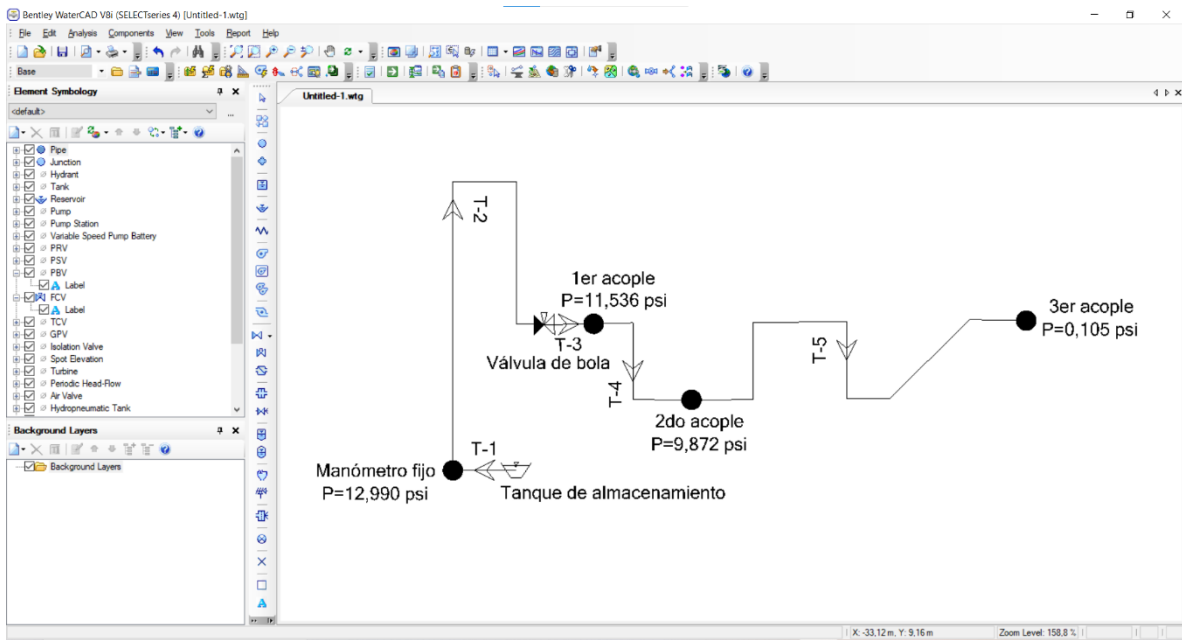 Bentley WaterCAD V8i (SELECTseries 4) [Untitled-1.wtg]
File Edit Analysis Components View Tools Report Help
Base
Element Symbology
<default>
...
Pipe
Junction
Hydrant
Tank
Reservoir
Pump
Pump Station
Variable Speed Pump Battery
PRV
PSV
PBV
Label
FCV
Label
TCV
GPV
Isolation Valve
Spot Elevation
Turbine
Periodic Head-Flow
Air Valve
Hydropneumatic Tank
Background Layers
Background Layers
Untitled-1.wtg
T-2
1er acople
P=11,536 psi
T-3
Válvula de bola
T-4
2do acople
P=9,872 psi
T-5
3er acople
P=0,105 psi
T-1
Manómetro fijo
P=12,990 psi
Tanque de almacenamiento
X: -33,12 m, Y: 9,16 m
Zoom Level: 158,8 %